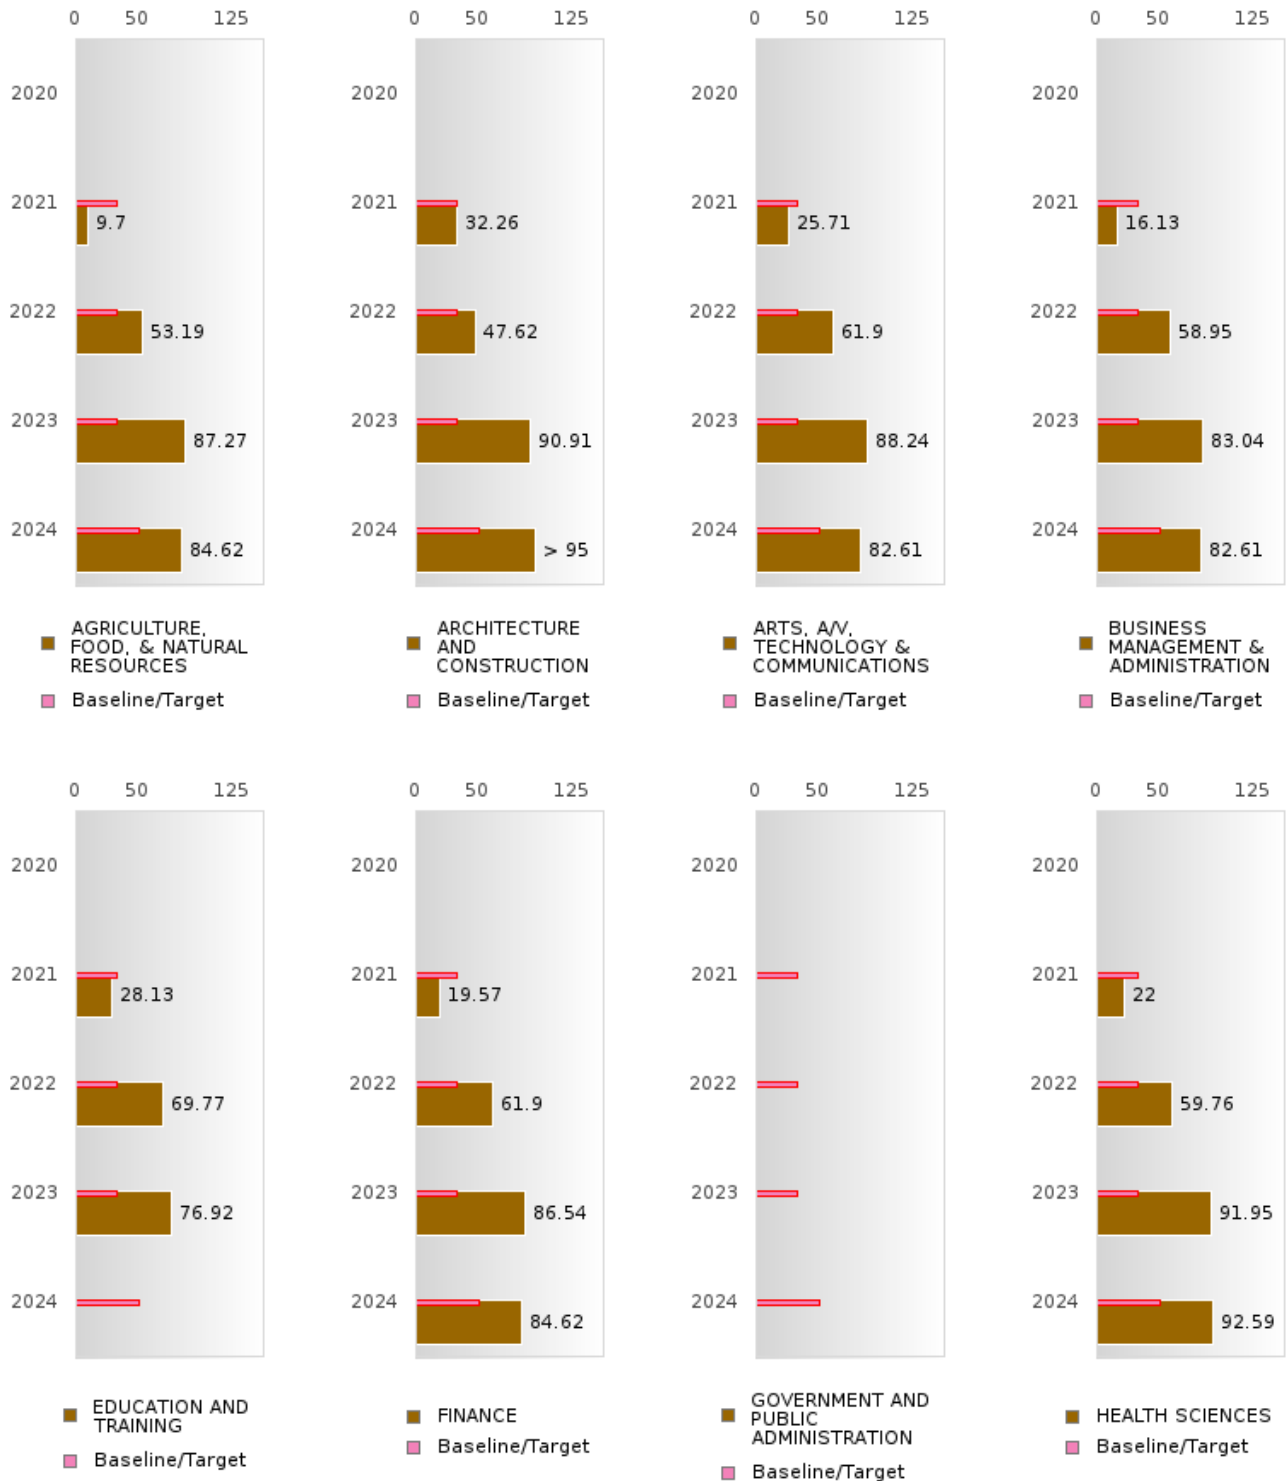 0 50 125 0 50 125 0 50 125 0 50 125
2020 2020 2020 2020
2021 2021 2021 2021
9.7 32.26 25.71 16.13
2022 2022 2022 2022
53.19 47.62 61.9 58.95
2023 2023 2023 2023
87.27 90.91 88.24 83.04
2024 2024 2024 2024
84.62 > 95 82.61 82.61
AGRICULTURE,
FOOD, & NATURAL
RESOURCES
Baseline/Target
ARCHITECTURE
AND
CONSTRUCTION
Baseline/Target
ARTS, A/V,
TECHNOLOGY &
COMMUNICATIONS
Baseline/Target
BUSINESS
MANAGEMENT &
ADMINISTRATION
Baseline/Target
0 50 125 0 50 125 0 50 125 0 50 125
2020 2020 2020 2020
2021 2021 2021 2021
28.13 19.57 22
2022 2022 2022 2022
69.77 61.9 59.76
2023 2023 2023 2023
76.92 86.54 91.95
2024 2024 2024 2024
84.62 92.59
EDUCATION AND
TRAINING
Baseline/Target
FINANCE
Baseline/Target
GOVERNMENT AND
PUBLIC
ADMINISTRATION
Baseline/Target
HEALTH SCIENCES
Baseline/Target